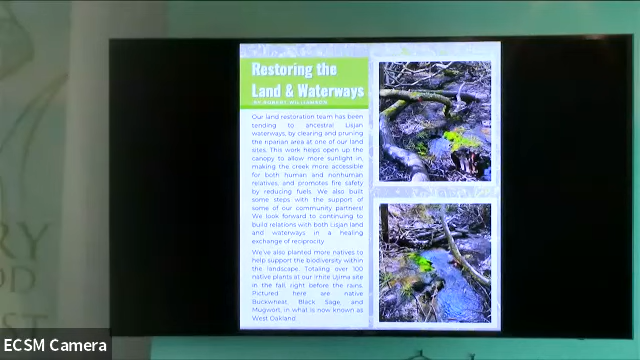 Restoring the
Land & Waterways
BY ROBERT WILLIAMSON
Our land restoration team has been
tending to ancestral Lisjan
waterways, by clearing and pruning
the riparian area at one of our land
sites. This work helps open up the
canopy to allow more sunlight in,
making the creek more accessible
for both human and nonhuman
relatives, and promotes fire safety
by reducing fuels. We also built
some steps with the support of
some of our community partners!
We look forward to continuing to
build relations with both Lisjan land
and waterways in a healing
exchange of reciprocity.
We've also planted more natives to
help support the biodiversity within
the landscape. Totaling over 100
native plants at our Irihite Ujima site
in the fall, right before the rains.
Pictured here are native
Buckwheat, Black Sage, and
Mugwort, in what is now known as
West Oakland.
ECSM Camera